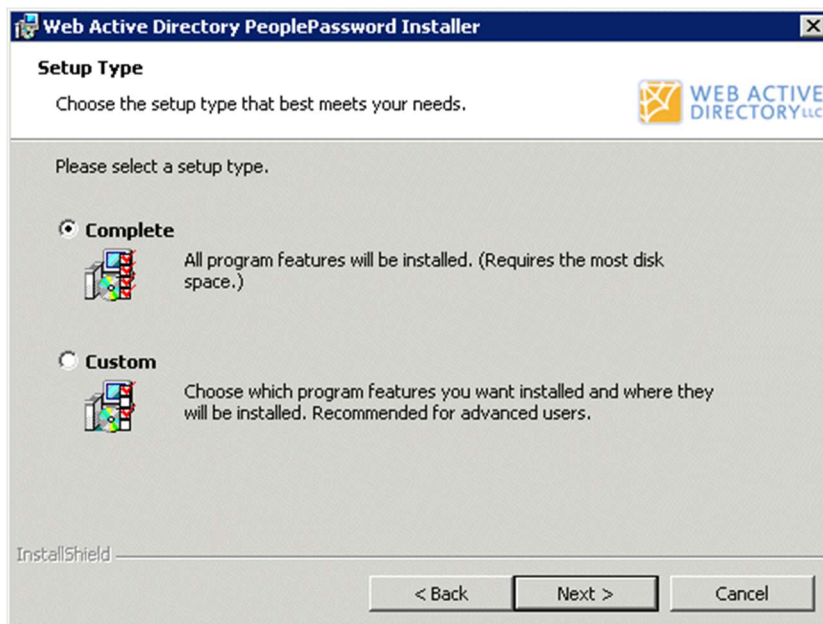 Web Active Directory PeoplePassword Installer
Setup Type
Choose the setup type that best meets your needs.
WEB ACTIVE
DIRECTORY LLC
Please select a setup type.
Complete
All program features will be installed. (Requires the most disk
space.)
Custom
Choose which program features you want installed and where they
will be installed. Recommended for advanced users.
InstallShield
< Back
Next >
Cancel